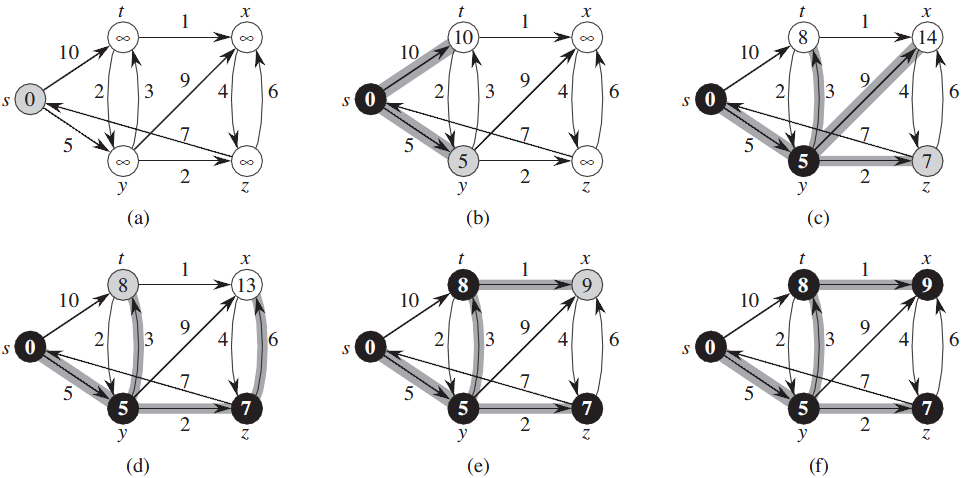 t x t x t x
1 1 1
∞ ∞ 10 ∞ 8 14
10 10 10
9 9 9
s 0 2 3 4 6 s 0 2 3 4 6 s 0 2 3 4 6
7 7 7
5 5 5
∞ ∞ 5 ∞ 5 7
2 2 2
y z y z y z
(a) (b) (c)
t x t x t x
1 1 1
8 13 8 9 8 9
10 10 10
9 9 9
s 0 2 3 4 6 s 0 2 3 4 6 s 0 2 3 4 6
7 7 7
5 5 5
5 7 5 7 5 7
2 2 2
y z y z y z
(d) (e) (f)